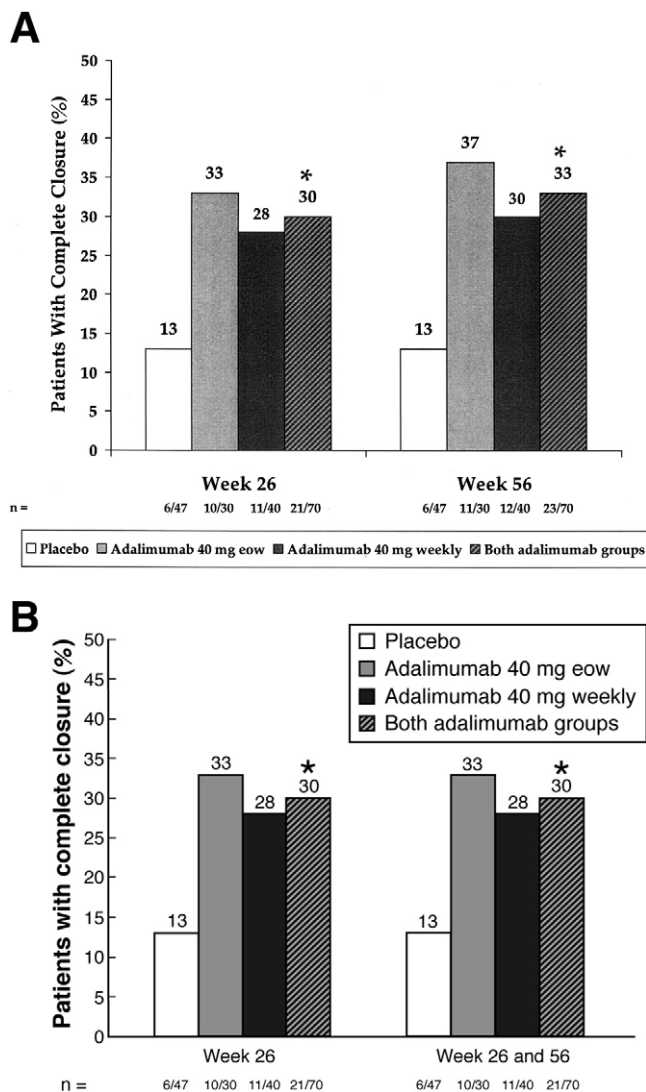 A
Patients With Complete Closure (%)
50
45
40
35
30
25
20
15
10
5
0
13
33
28
*
30
13
37
30
*
33
Week 26
Week 56
n =
6/47 10/30 11/40 21/70 6/47 11/30 12/40 23/70
Placebo Adalimumab 40 mg eow Adalimumab 40 mg weekly Both adalimumab groups
B
Patients with complete closure (%)
50
45
40
35
30
25
20
15
10
5
0
Placebo
Adalimumab 40 mg eow
Adalimumab 40 mg weekly
Both adalimumab groups
13
33
28
*
30
13
33
28
*
30
Week 26
Week 26 and 56
n =
6/47 10/30 11/40 21/70 6/47 10/30 11/40 21/70